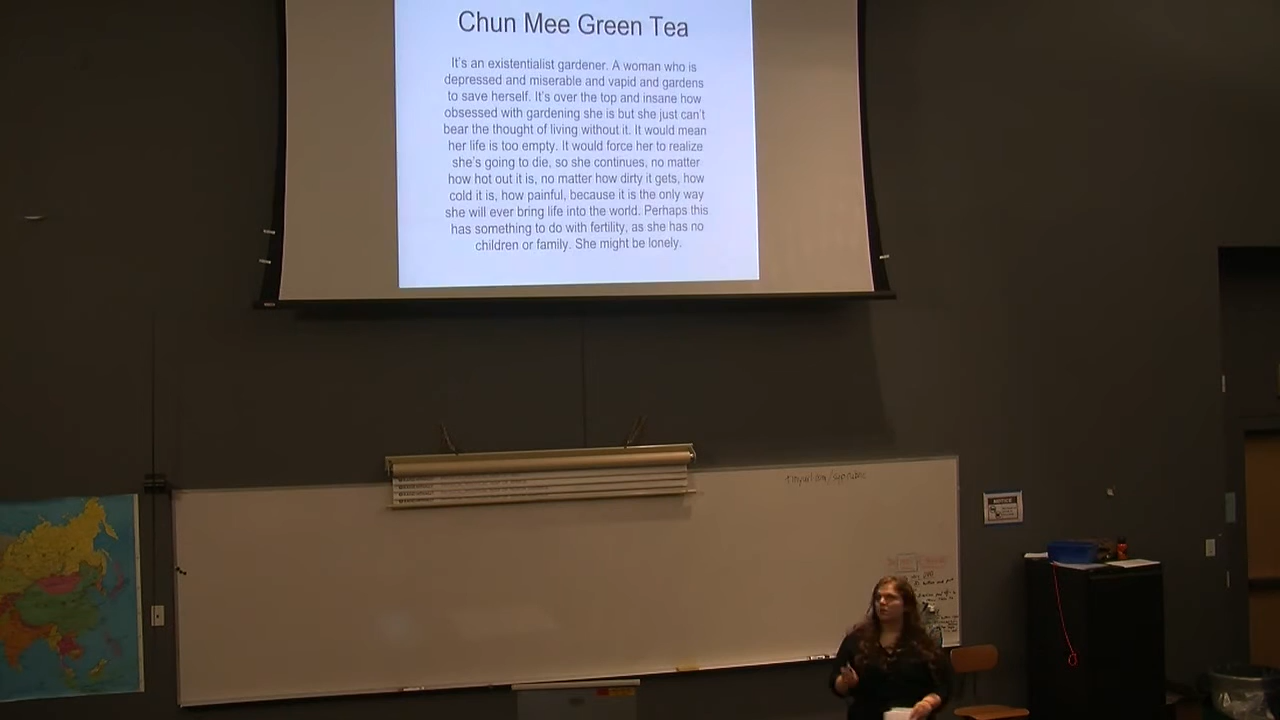 Chun Mee Green Tea
It's an existentialist gardener. A woman who is
depressed and miserable and vapid and gardens
to save herself. It's over the top and insane how
obsessed with gardening she is but she just can't
bear the thought of living without it. It would mean
her life is too empty. It would force her to realize
she's going to die, so she continues, no matter
how hot out it is, no matter how dirty it gets, how
cold it is, how painful, because it is the only way
she will ever bring life into the world. Perhaps this
has something to do with fertility, as she has no
children or family. She might be lonely.
NOTICE